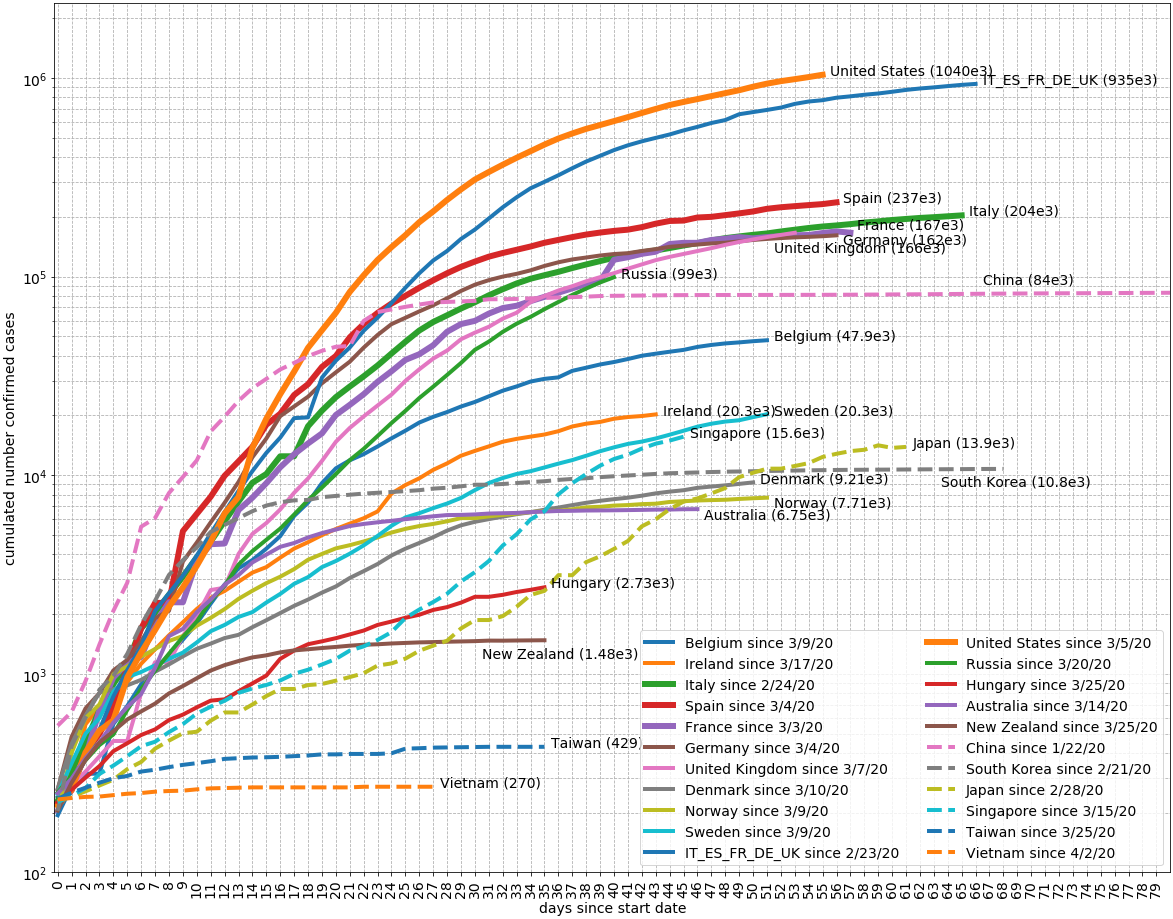 10^6
10^5
10^4
10^3
10^2
cumulated number confirmed cases
United States (1040e3)
IT_ES_FR_DE_UK (935e3)
Spain (237e3)
Italy (204e3)
France (167e3)
Germany (162e3)
United Kingdom (166e3)
Russia (99e3)
China (84e3)
Belgium (47.9e3)
Ireland (20.3e3)
Sweden (20.3e3)
Singapore (15.6e3)
Japan (13.9e3)
Denmark (9.21e3)
South Korea (10.8e3)
Norway (7.71e3)
Australia (6.75e3)
Hungary (2.73e3)
New Zealand (1.48e3)
Taiwan (429)
Vietnam (270)
Belgium since 3/9/20
Ireland since 3/17/20
Italy since 2/24/20
Spain since 3/4/20
France since 3/3/20
Germany since 3/4/20
United Kingdom since 3/7/20
Denmark since 3/10/20
Norway since 3/9/20
Sweden since 3/9/20
IT_ES_FR_DE_UK since 2/23/20
United States since 3/5/20
Russia since 3/20/20
Hungary since 3/25/20
Australia since 3/14/20
New Zealand since 3/25/20
China since 1/22/20
South Korea since 2/21/20
Japan since 2/28/20
Singapore since 3/15/20
Taiwan since 3/25/20
Vietnam since 4/2/20
0 1 2 3 4 5 6 7 8 9 10 11 12 13 14 15 16 17 18 19 20 21 22 23 24 25 26 27 28 29 30 31 32 33 34 35 36 37 38 39 40 41 42 43 44 45 46 47 48 49 50 51 52 53 54 55 56 57 58 59 60 61 62 63 64 65 66 67 68 69 70 71 72 73 74 75 76 77 78 79
days since start date